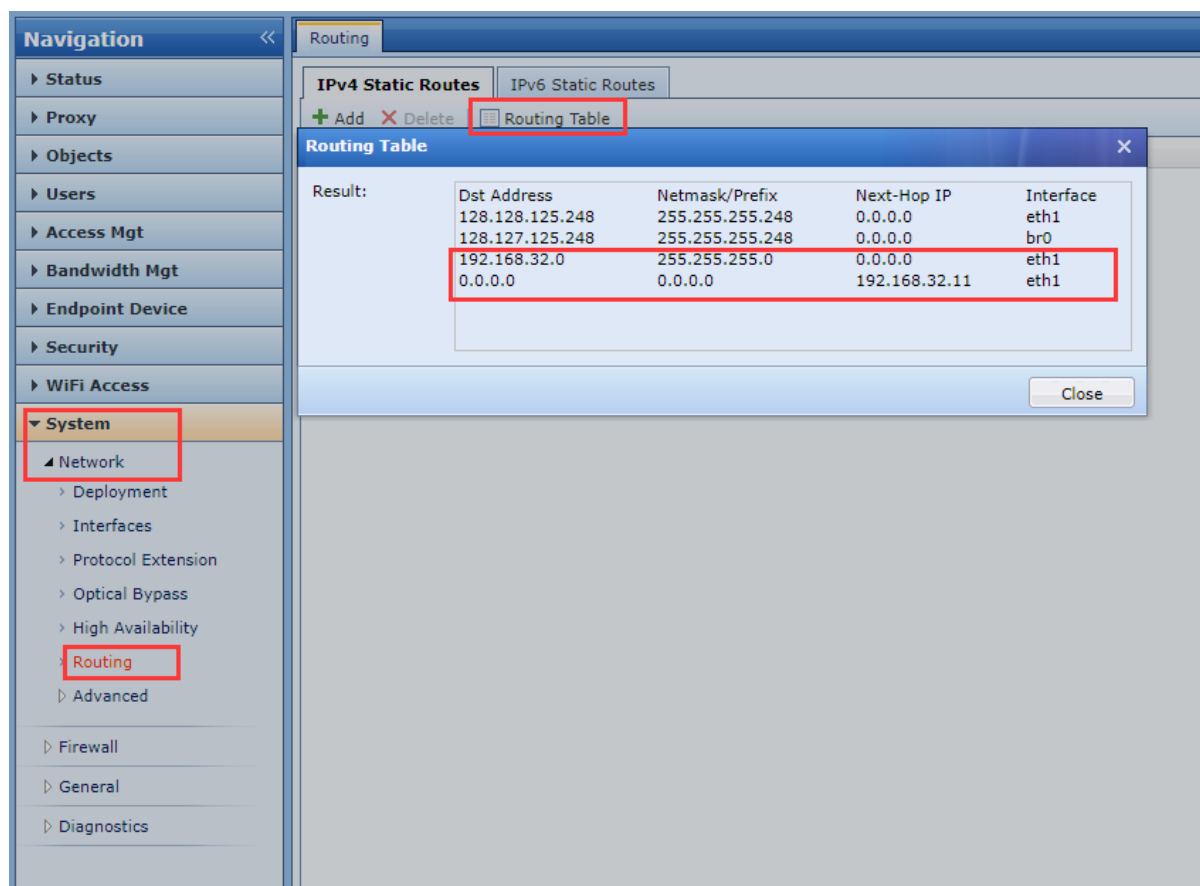 Navigation
Status
Proxy
Objects
Users
Access Mgt
Bandwidth Mgt
Endpoint Device
Security
WiFi Access
System
Network
Deployment
Interfaces
Protocol Extension
Optical Bypass
High Availability
Routing
Advanced
Firewall
General
Diagnostics
Routing
IPv4 Static Routes IPv6 Static Routes
Add Delete Routing Table
Routing Table
Result:
Dst Address Netmask/Prefix Next-Hop IP Interface
128.128.125.248 255.255.255.248 0.0.0.0 eth1
128.127.125.248 255.255.255.248 0.0.0.0 br0
192.168.32.0 255.255.255.0 0.0.0.0 eth1
0.0.0.0 0.0.0.0 192.168.32.11 eth1
Close